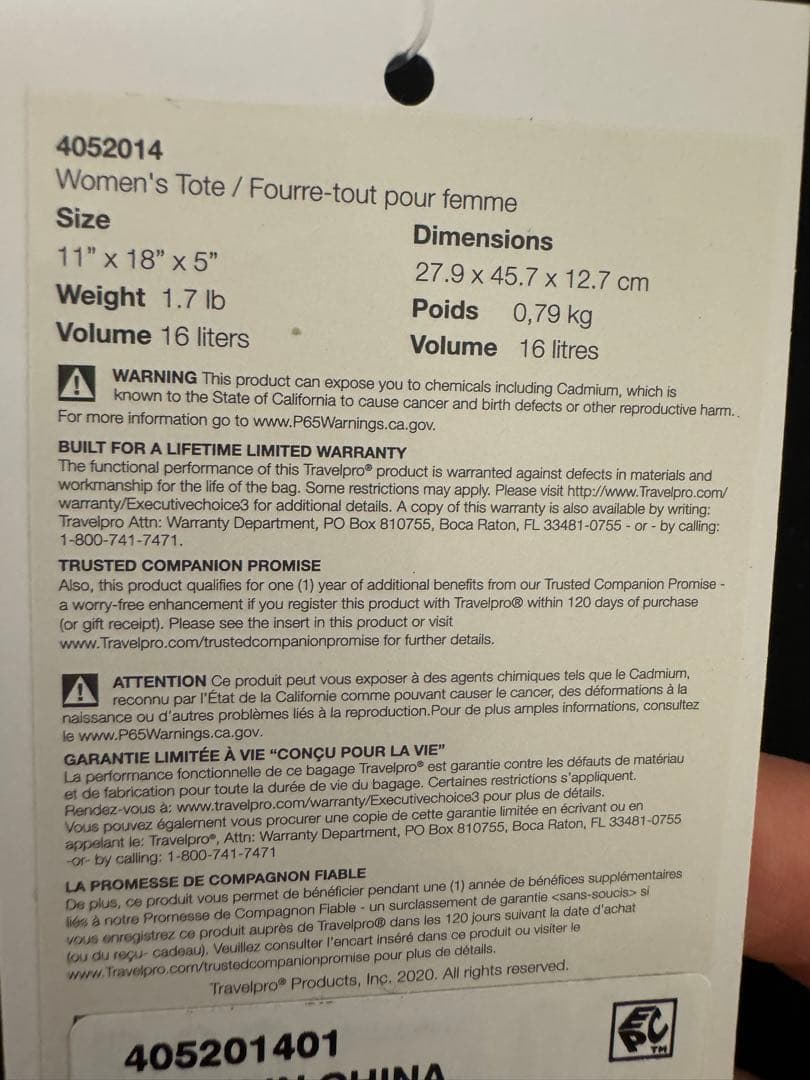 4052014
Women's Tote / Fourre-tout pour femme
Size
11” x 18” x 5”
Weight 1.7 lb
Volume 16 liters
Dimensions
27.9 x 45.7 x 12.7 cm
Poids 0,79 kg
Volume 16 litres
WARNING This product can expose you to chemicals including Cadmium, which is
known to the State of California to cause cancer and birth defects or other reproductive harm..
For more information go to www.P65Warnings.ca.gov.
BUILT FOR A LIFETIME LIMITED WARRANTY
The functional performance of this Travelpro® product is warranted against defects in materials and
workmanship for the life of the bag. Some restrictions may apply. Please visit http://www.Travelpro.com/
warranty/Executivechoice3 for additional details. A copy of this warranty is also available by writing:
Travelpro Attn: Warranty Department, PO Box 810755, Boca Raton, FL 33481-0755 - or - by calling:
1-800-741-7471.
TRUSTED COMPANION PROMISE
Also, this product qualifies for one (1) year of additional benefits from our Trusted Companion Promise -
a worry-free enhancement if you register this product with Travelpro® within 120 days of purchase
(or gift receipt). Please see the insert in this product or visit
www.Travelpro.com/trustedcompanionpromise for further details.
ATTENTION Ce produit peut vous exposer à des agents chimiques tels que le Cadmium,
reconnu par l'État de la Californie comme pouvant causer le cancer, des déformations à la
naissance ou d'autres problèmes liés à la reproduction.Pour de plus amples informations, consultez
le www.P65Warnings.ca.gov.
GARANTIE LIMITÉE À VIE “CONÇU POUR LA VIE”
La performance fonctionnelle de ce bagage Travelpro® est garantie contre les défauts de matériau
et de fabrication pour toute la durée de vie du bagage. Certaines restrictions s'appliquent.
Rendez-vous à: www.travelpro.com/warranty/Executivechoice3 pour plus de détails.
Vous pouvez également vous procurer une copie de cette garantie limitée en écrivant ou en
appelant le: Travelpro®, Attn: Warranty Department, PO Box 810755, Boca Raton, FL 33481-0755
-or- by calling: 1-800-741-7471
LA PROMESSE DE COMPAGNON FIABLE
De plus, ce produit vous permet de bénéficier pendant une (1) année de bénéfices supplémentaires
liés à notre Promesse de Compagnon Fiable - un surclassement de garantie <sans-soucis> si
vous enregistrez ce produit auprès de Travelpro® dans les 120 jours suivant la date d'achat
(ou du reçu- cadeau). Veuillez consulter l'encart inséré dans ce produit ou visiter le
www.Travelpro.com/trustedcompanionpromise pour plus de détails.
Travelpro® Products, Inc. 2020. All rights reserved.
405201401
CHINA
TM